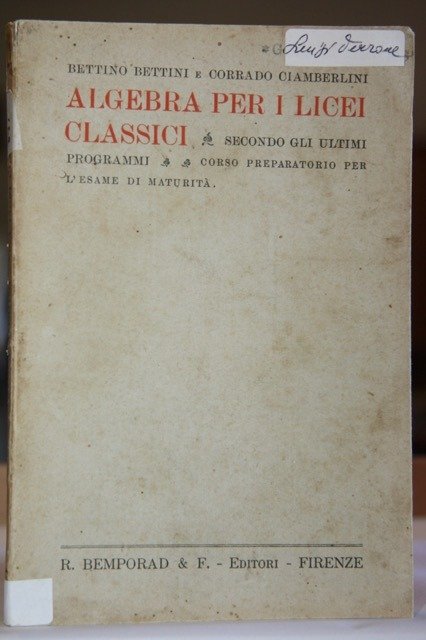 Luigi
BETTINO BETTINI E CORRADO CIAMBERLINI
ALGEBRA PER I LICEI
CLASSICI SECONDO GLI ULTIMI
PROGRAMMI CORSO PREPARATORIO PER
L'ESAME DI MATURITÀ.
R. BEMPORAD & F. - EDITORI - FIRENZE